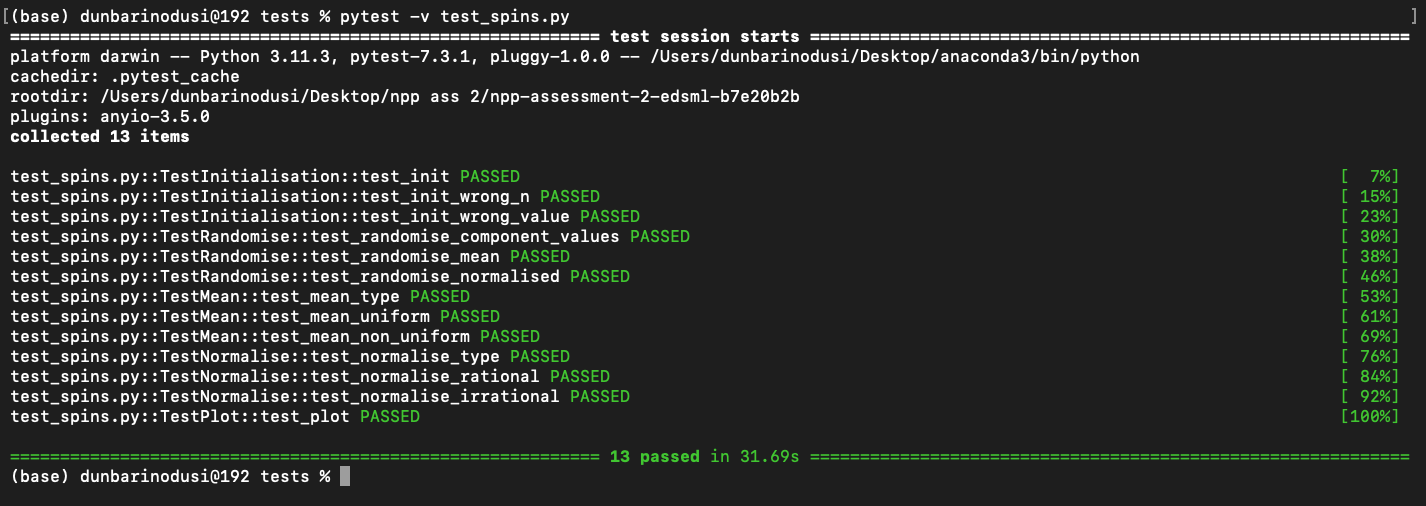 [(base) dunbarinodusi@192 tests % pytest -v test_spins.py ]
=========================================================== test session starts ============================================================
platform darwin -- Python 3.11.3, pytest-7.3.1, pluggy-1.0.0 -- /Users/dunbarinodusi/Desktop/anaconda3/bin/python
cachedir: .pytest_cache
rootdir: /Users/dunbarinodusi/Desktop/npp ass 2/npp-assessment-2-edsml-b7e20b2b
plugins: anyio-3.5.0
collected 13 items
test_spins.py::TestInitialisation::test_init PASSED [  7%]
test_spins.py::TestInitialisation::test_init_wrong_n PASSED [ 15%]
test_spins.py::TestInitialisation::test_init_wrong_value PASSED [ 23%]
test_spins.py::TestRandomise::test_randomise_component_values PASSED [ 30%]
test_spins.py::TestRandomise::test_randomise_mean PASSED [ 38%]
test_spins.py::TestRandomise::test_randomise_normalised PASSED [ 46%]
test_spins.py::TestMean::test_mean_type PASSED [ 53%]
test_spins.py::TestMean::test_mean_uniform PASSED [ 61%]
test_spins.py::TestMean::test_mean_non_uniform PASSED [ 69%]
test_spins.py::TestNormalise::test_normalise_type PASSED [ 76%]
test_spins.py::TestNormalise::test_normalise_rational PASSED [ 84%]
test_spins.py::TestNormalise::test_normalise_irrational PASSED [ 92%]
test_spins.py::TestPlot::test_plot PASSED [100%]
=========================================================== 13 passed in 31.69s ============================================================
(base) dunbarinodusi@192 tests %